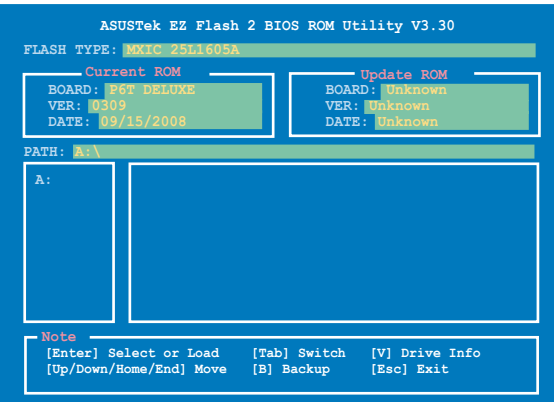 ASUSTek EZ Flash 2 BIOS ROM Utility V3.30
FLASH TYPE: MXIC 25L1605A
Current ROM
BOARD: P6T DELUXE
VER: 0309
DATE: 09/15/2008
Update ROM
BOARD: Unknown
VER: Unknown
DATE: Unknown
PATH: A:\
A:
Note
[Enter] Select or Load [Tab] Switch [V] Drive Info
[Up/Down/Home/End] Move [B] Backup [Esc] Exit